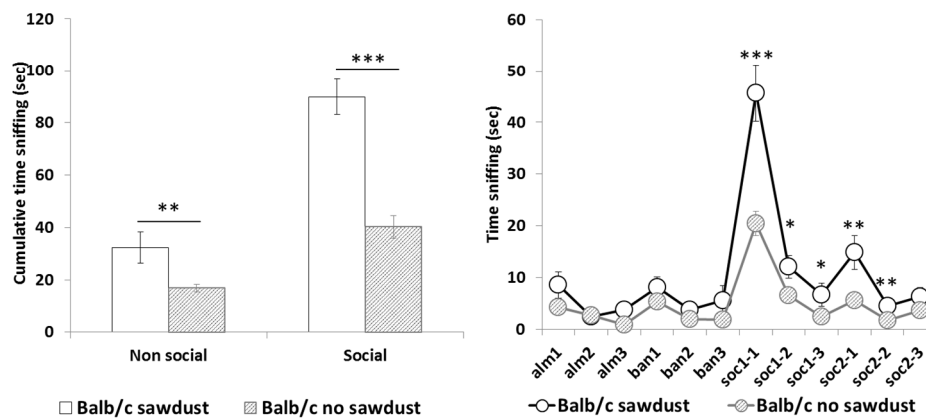 Cumulative time sniffing (sec)
120
100
80
60
40
20
0
**
***
Non social
Social
Balb/c sawdust
Balb/c no sawdust
Time sniffing (sec)
60
50
40
30
20
10
0
***
*
*
**
**
alm1
alm2
alm3
ban1
ban2
ban3
soc1-1
soc1-2
soc1-3
soc2-1
soc2-2
soc2-3
Balb/c sawdust
Balb/c no sawdust